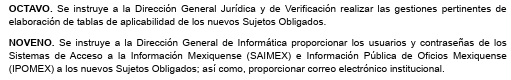 OCTAVO. Se instruye a la Dirección General Jurídica y de Verificación realizar las gestiones pertinentes de
elaboración de tablas de aplicabilidad de los nuevos Sujetos Obligados.
NOVENO. Se instruye a la Dirección General de Informática proporcionar los usuarios y contraseñas de los
Sistemas de Acceso a la Información Mexiquense (SAIMEX) e Información Pública de Oficios Mexiquense
(IPOMEX) a los nuevos Sujetos Obligados; así como, proporcionar correo electrónico institucional.